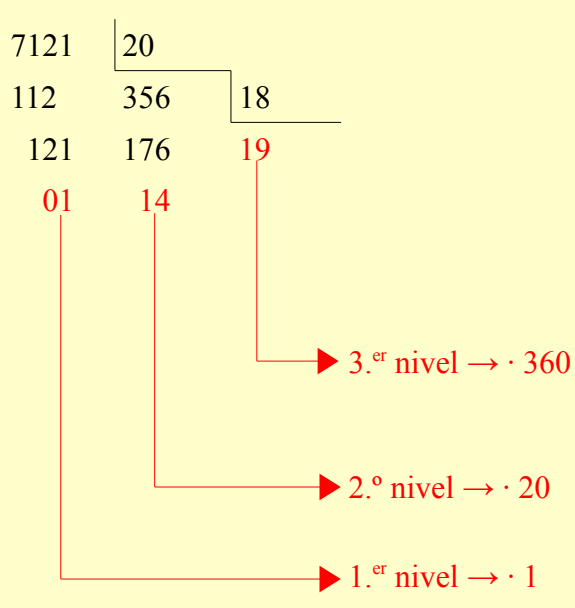 7121 20
112 356 18
121 176 19
01 14
3.er nivel → · 360
2.º nivel → · 20
1.er nivel → · 1